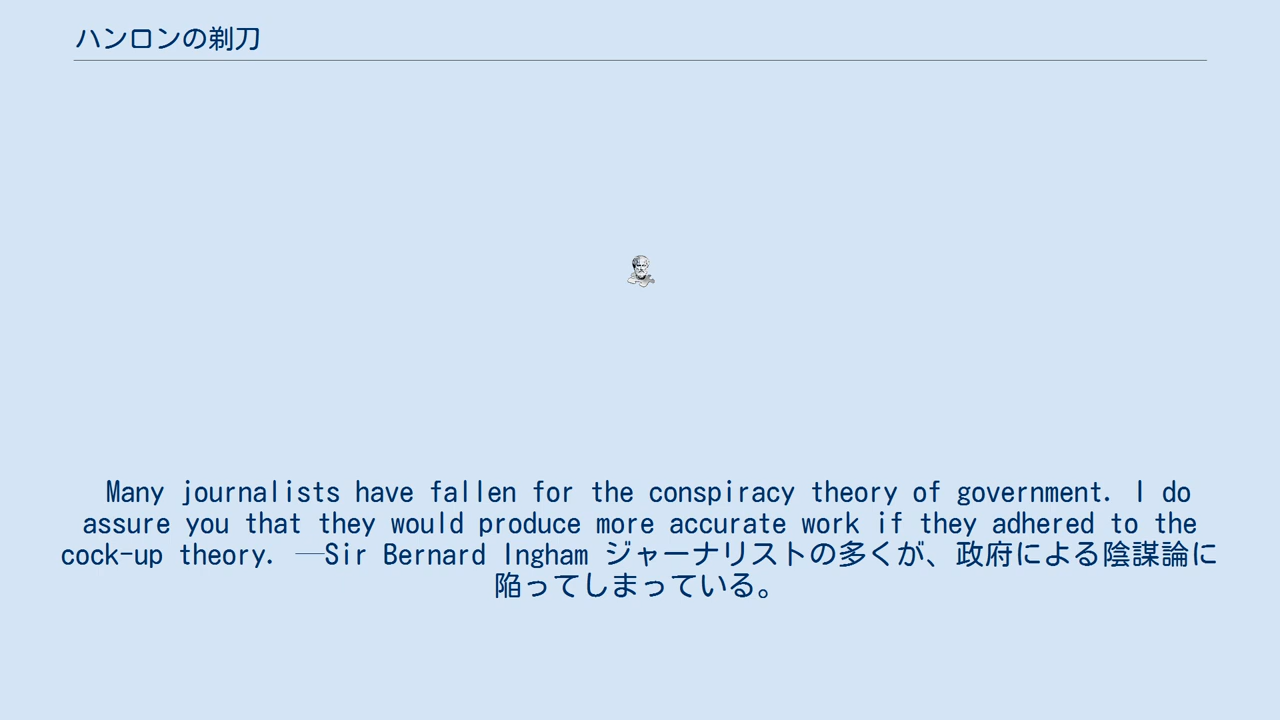 ハンロンの剃刀
Many journalists have fallen for the conspiracy theory of government. I do
assure you that they would produce more accurate work if they adhered to the
cock-up theory. ──Sir Bernard Ingham ジャーナリストの多くが、政府による陰謀論に
陥ってしまっている。